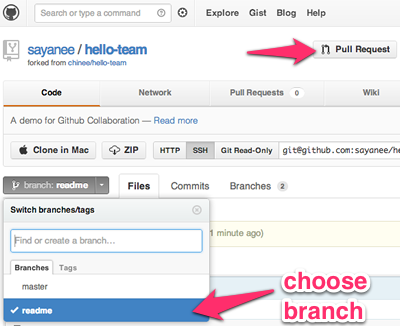 Search or type a command
Explore Gist Blog Help
sayanee / hello-team
forked from chinee/hello-team
Pull Request
Code Network Pull Requests 0 Wiki
A demo for Github Collaboration — Read more
Clone in Mac ZIP HTTP SSH Git Read-Only git@github.com:sayanee/he
branch: readme Files Commits Branches 2
Switch branches/tags
1 minute ago)
Find or create a branch…
Branches Tags
master
readme
choose
branch